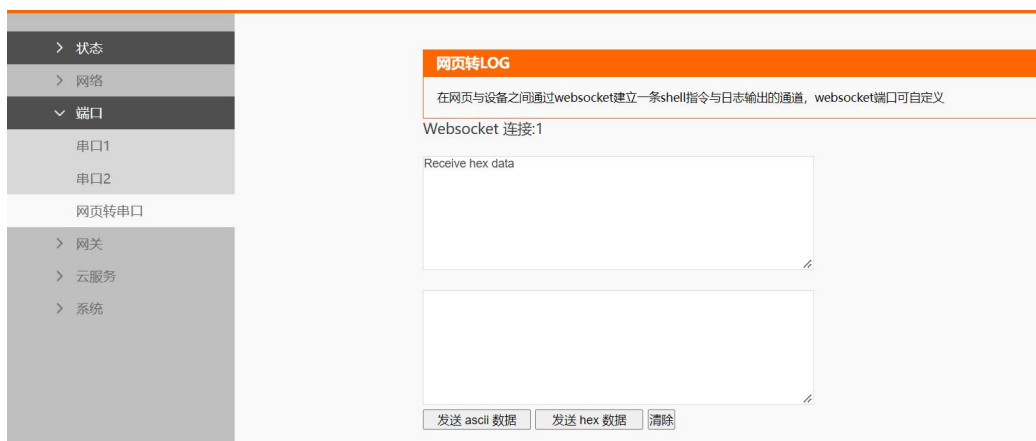 状态
网络
端口
串口1
串口2
网页转串口
网关
云服务
系统
网页转LOG
在网页与设备之间通过websocket建立一条shell指令与日志输出的通道，websocket端口可自定义
Websocket 连接:1
Receive hex data
发送 ascii 数据 发送 hex 数据 清除